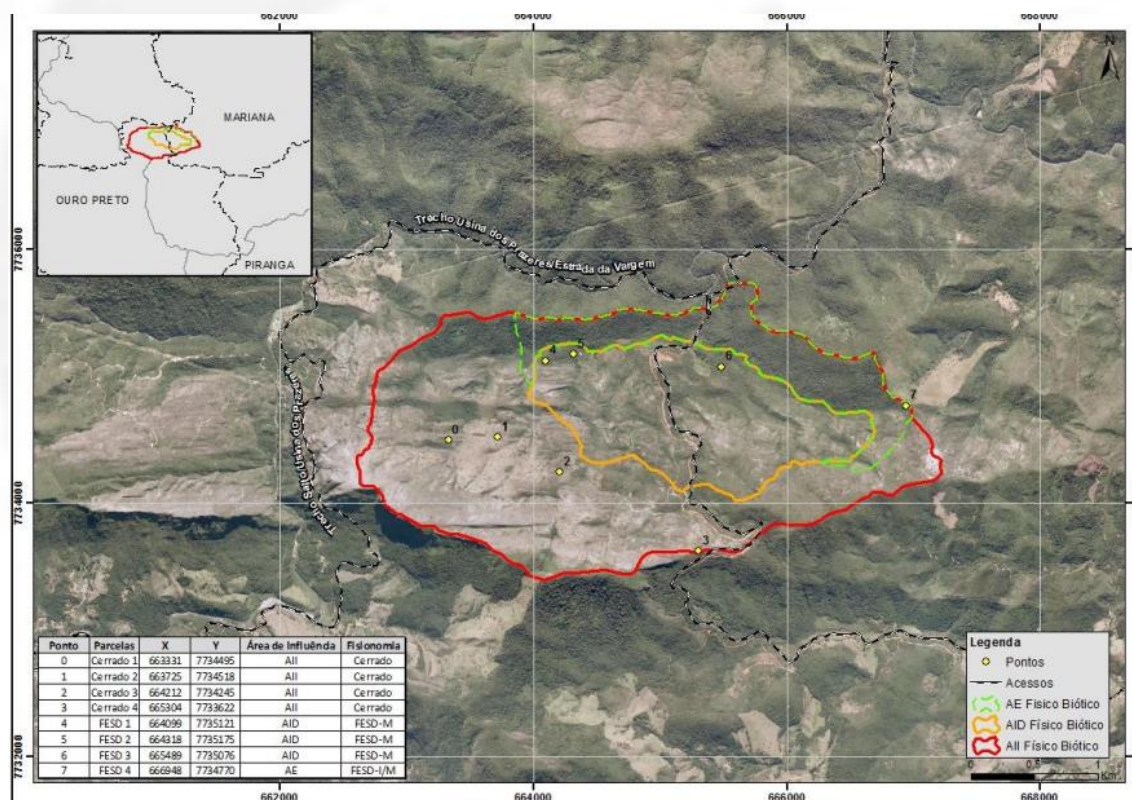 662000 664000 666000 668000
N
MARIANA
OURO PRETO
PIRANGA
7736000
7734000
7732000
Trecho Usina dos Prazeres/Estrada da Vargem
4 5
6
7
0 1
2
3
Ponto Parcelas X Y Área de Influênda Fisionomia
0 Cerrado 1 663331 7734495 AII Cerrado
1 Cerrado 2 663725 7734518 AII Cerrado
2 Cerrado 3 664212 7734245 AII Cerrado
3 Cerrado 4 665304 7733622 AII Cerrado
4 FESD 1 664099 7735121 AID FESD-M
5 FESD 2 664318 7735175 AID FESD-M
6 FESD 3 665489 7735076 AID FESD-M
7 FESD 4 666948 7734770 AE FESD-I/M
Legenda
Pontos
Acessos
AE Físico Biótico
AID Físico Biótico
AII Físico Biótico
0 0,5 1
Km
662000 664000 666000 668000